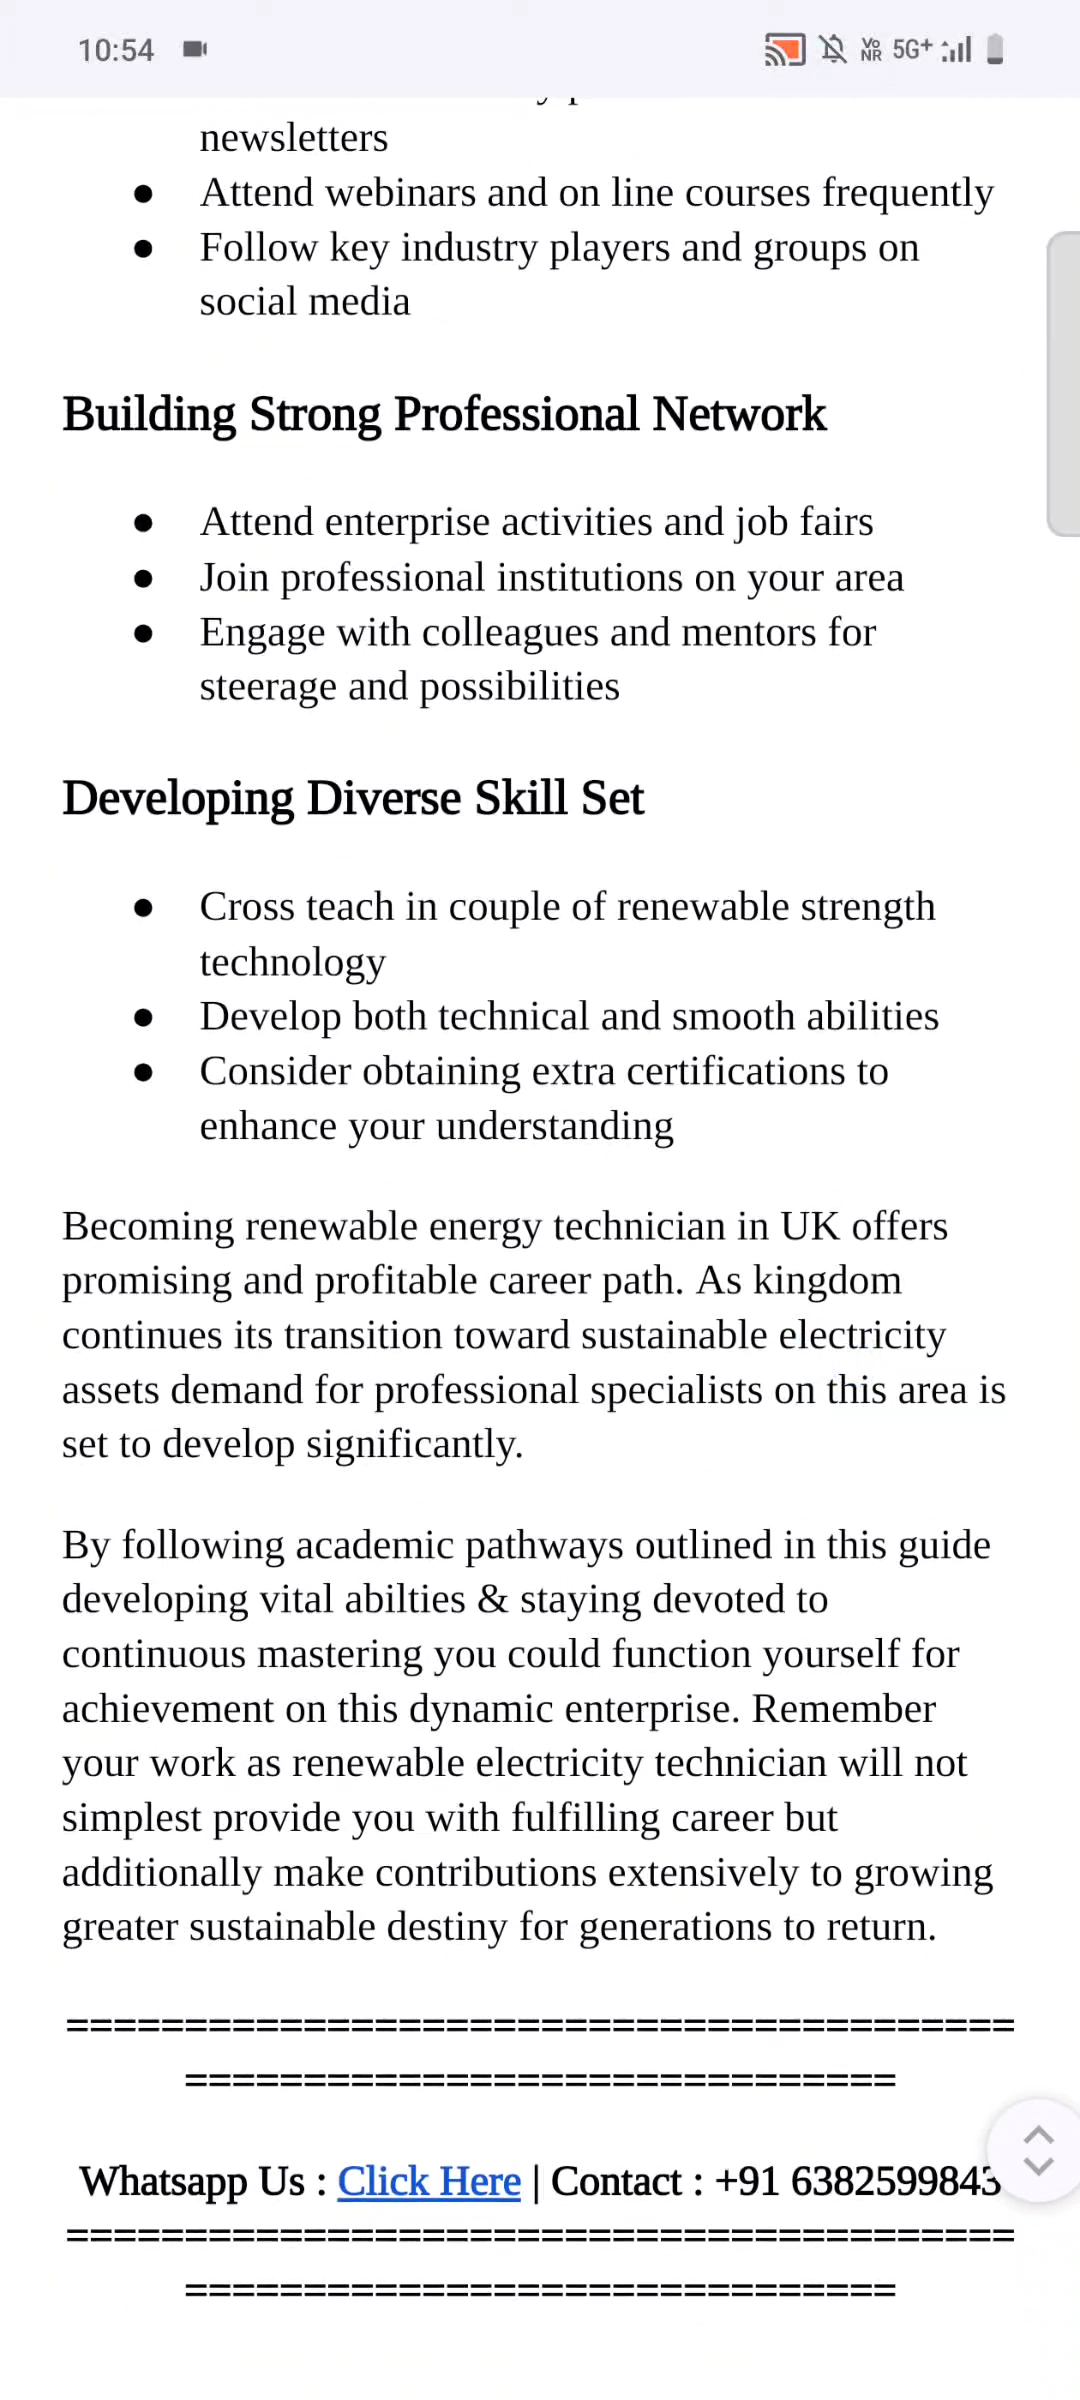 10:54
Vo
NR 5G+
newsletters
● Attend webinars and on line courses frequently
● Follow key industry players and groups on
social media
Building Strong Professional Network
● Attend enterprise activities and job fairs
● Join professional institutions on your area
● Engage with colleagues and mentors for
steerage and possibilities
Developing Diverse Skill Set
● Cross teach in couple of renewable strength
technology
● Develop both technical and smooth abilities
● Consider obtaining extra certifications to
enhance your understanding
Becoming renewable energy technician in UK offers
promising and profitable career path. As kingdom
continues its transition toward sustainable electricity
assets demand for professional specialists on this area is
set to develop significantly.
By following academic pathways outlined in this guide
developing vital abilties & staying devoted to
continuous mastering you could function yourself for
achievement on this dynamic enterprise. Remember
your work as renewable electricity technician will not
simplest provide you with fulfilling career but
additionally make contributions extensively to growing
greater sustainable destiny for generations to return.
========================================
==============================
Whatsapp Us : Click Here | Contact : +91 6382599843
========================================
==============================